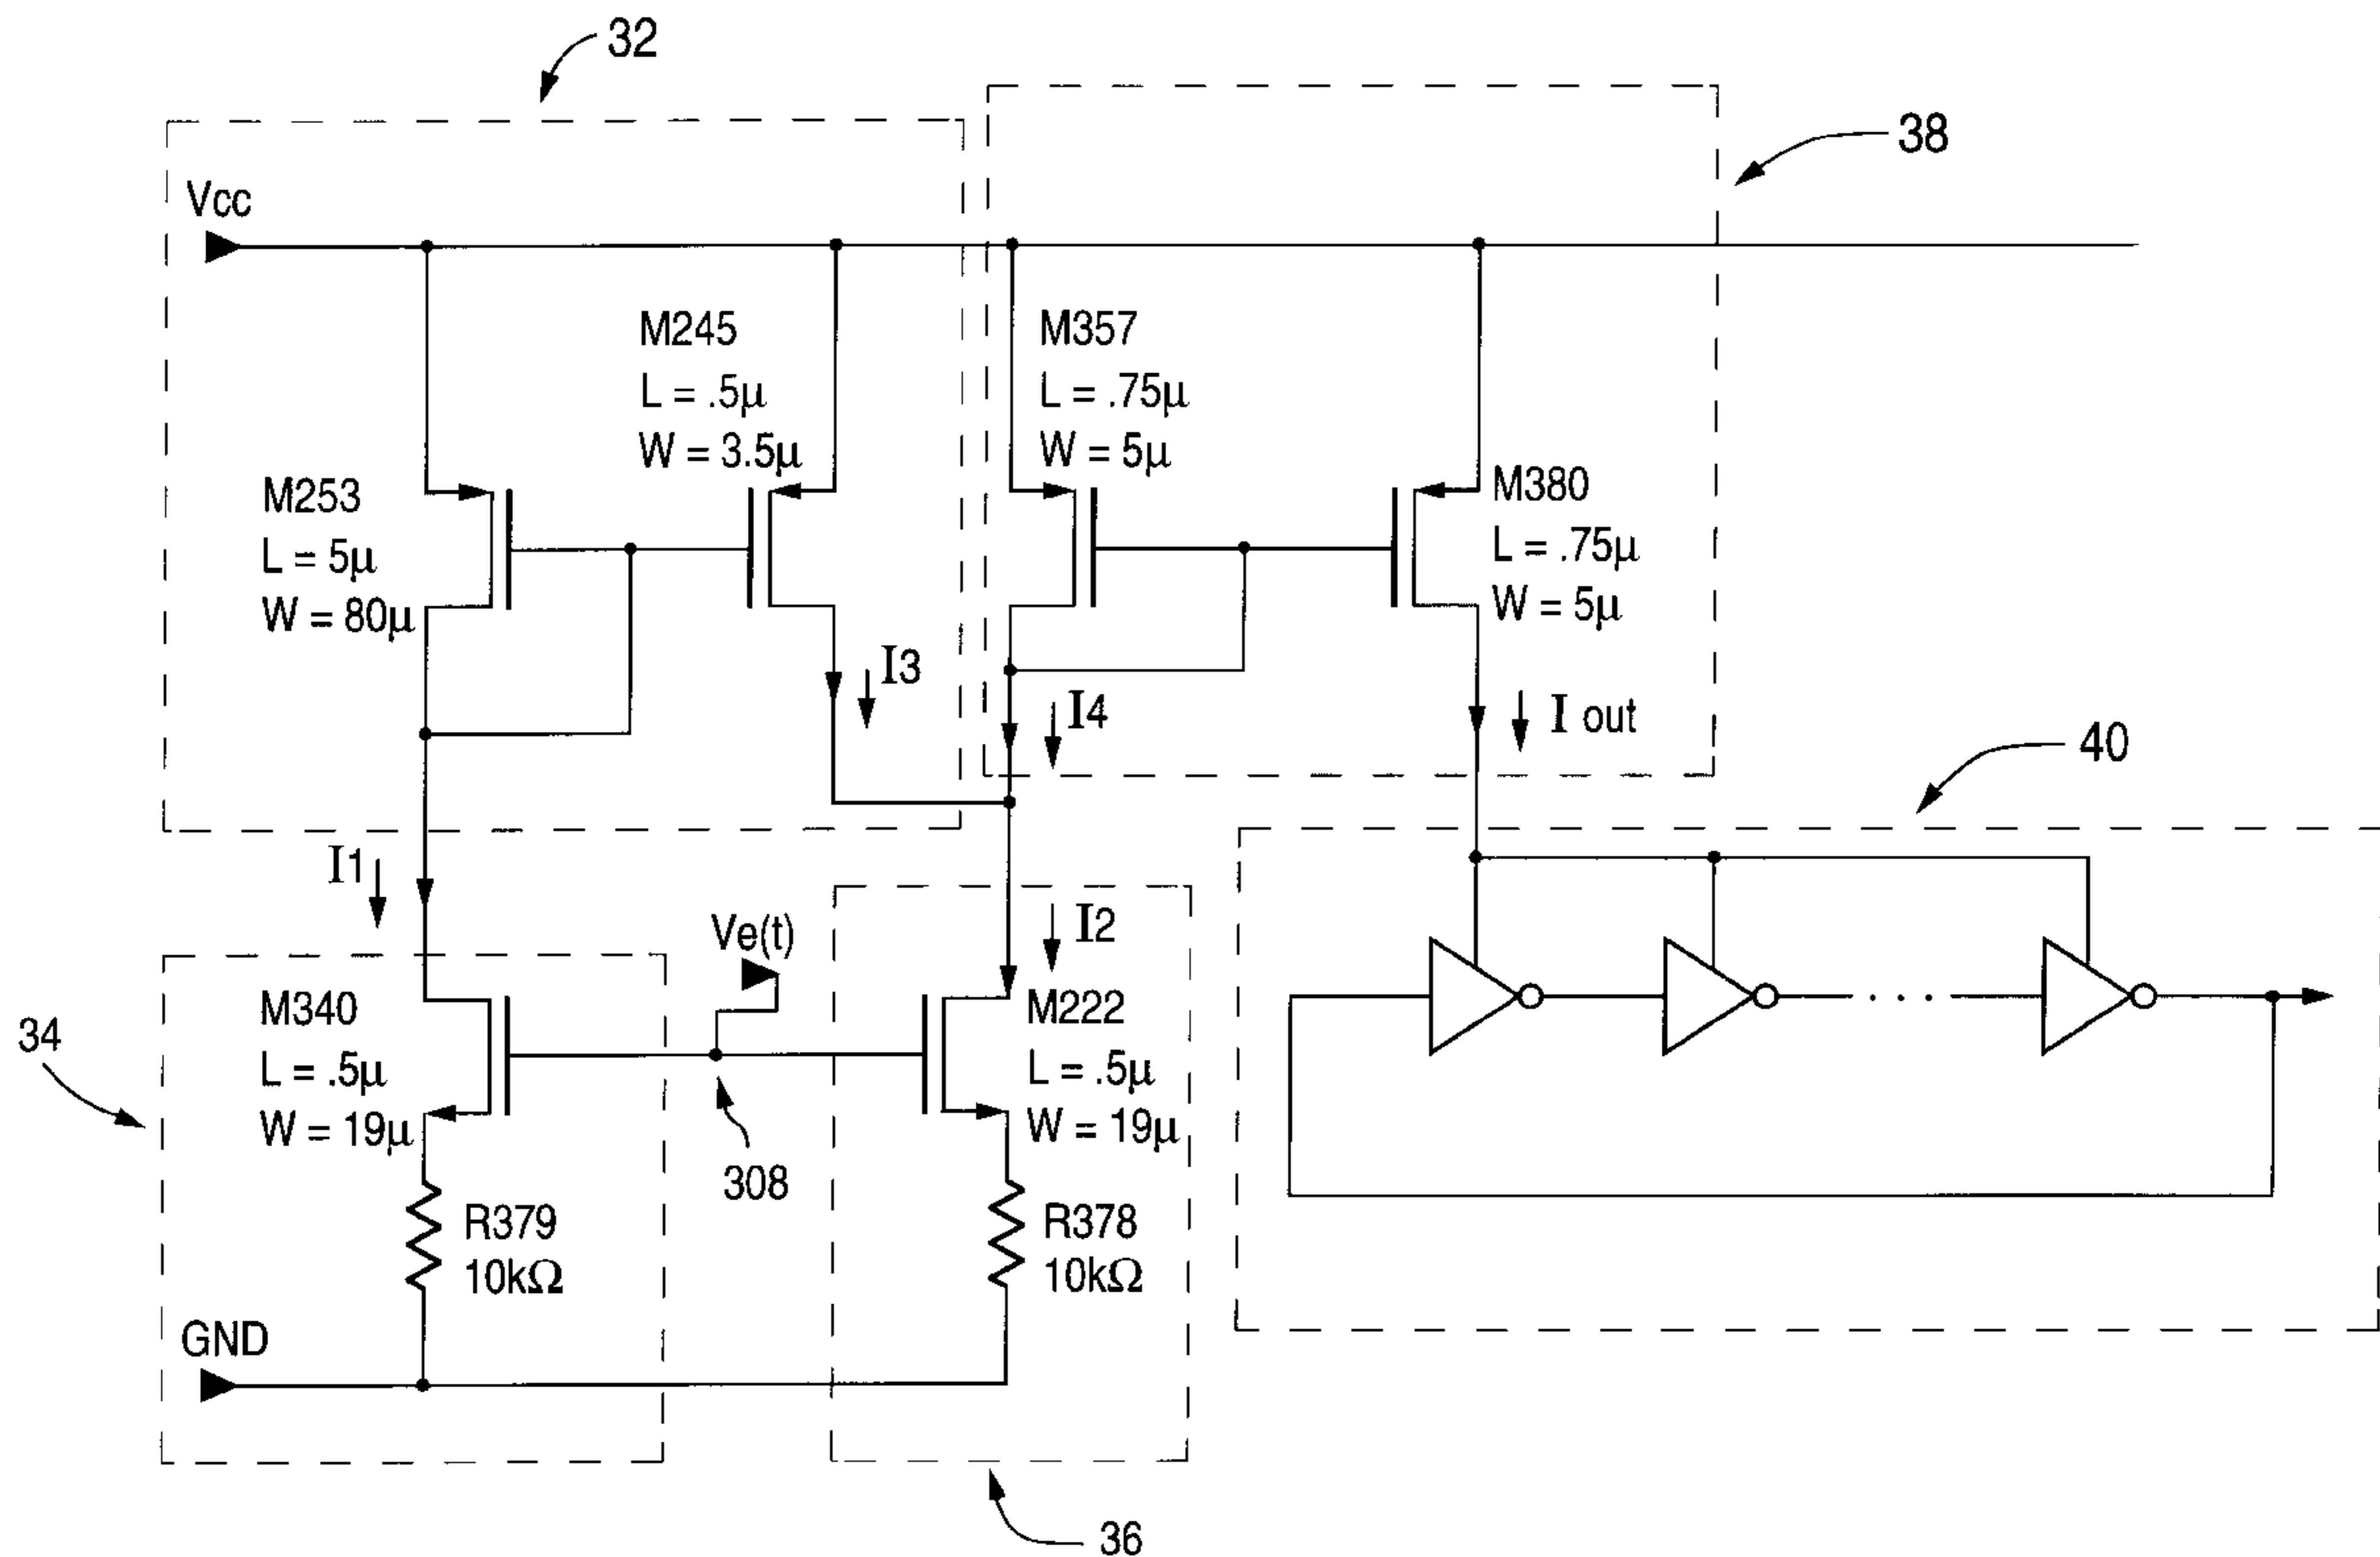 32
38
Vcc
M245
L = .5µ
W = 3.5µ
M357
L = .75µ
W = 5µ
M253
L = 5µ
W = 80µ
M380
L = .75µ
W = 5µ
I3
I4
I out
40
I1
Ve(t)
I2
34
M340
L = .5µ
W = 19µ
M222
L = .5µ
W = 19µ
308
R379
10kΩ
R378
10kΩ
GND
36